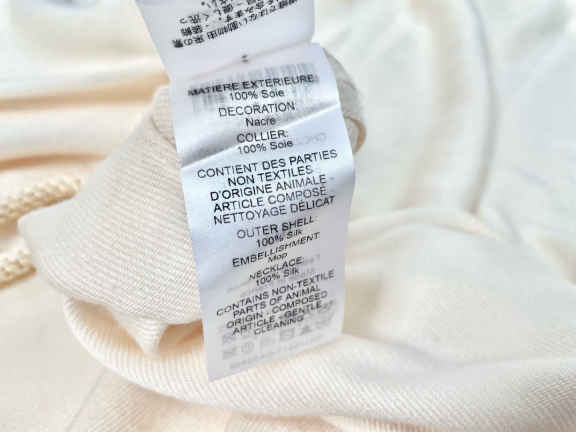 MATIERE EXTERIEURE:
100% Soie
DECORATION:
Nacre
COLLIER:
100% Soie
CONTIENT DES PARTIES
NON TEXTILES
D'ORIGINE ANIMALE -
ARTICLE COMPOSÉ
NETTOYAGE DÉLICAT
OUTER SHELL:
100% Silk
EMBELLISHMENT:
Mop
NECKLACE:
100% Silk
CONTAINS NON-TEXTILE
PARTS OF ANIMAL
ORIGIN - COMPOSED
ARTICLE - GENTLE
CLEANING